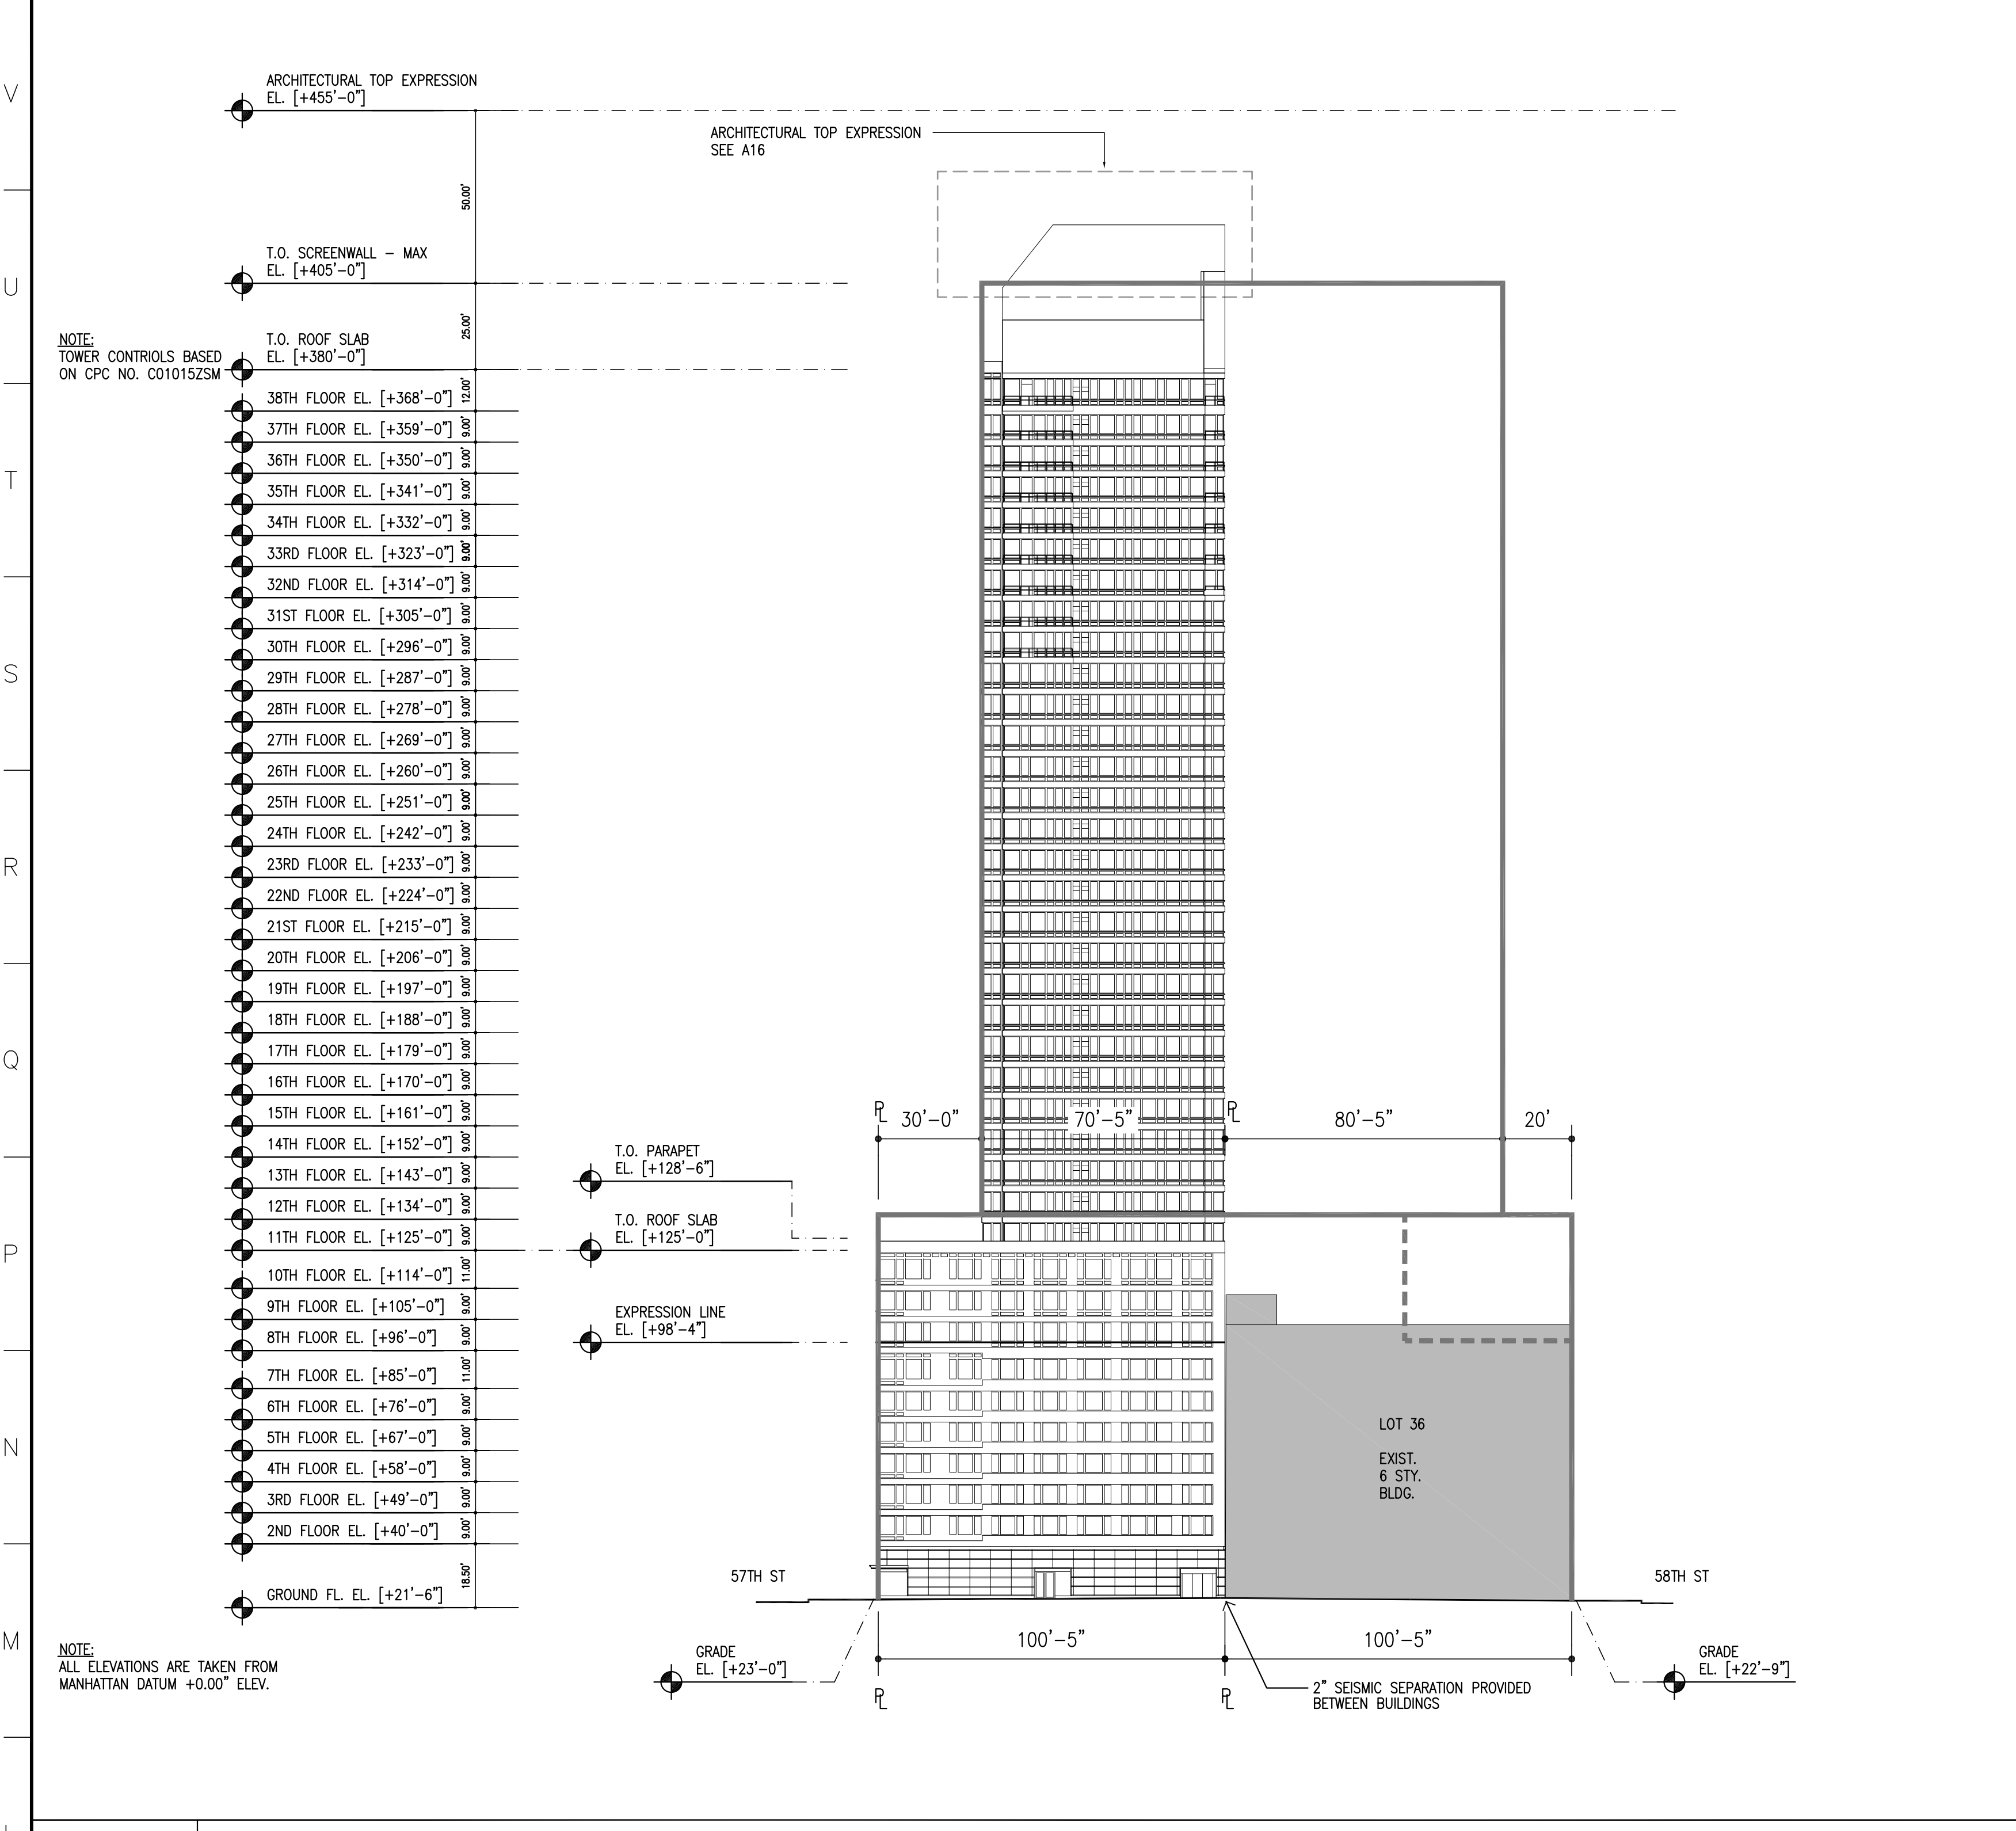 V
U
T
S
R
Q
P
N
M
ARCHITECTURAL TOP EXPRESSION
EL. [+455'-0"]
50.00'
T.O. SCREENWALL - MAX
EL. [+405'-0"]
25.00'
NOTE:
TOWER CONTRIOLS BASED
ON CPC NO. C01015ZSM
T.O. ROOF SLAB
EL. [+380'-0"]
12.00'
38TH FLOOR EL. [+368'-0"]
9.00'
37TH FLOOR EL. [+359'-0"]
9.00'
36TH FLOOR EL. [+350'-0"]
9.00'
35TH FLOOR EL. [+341'-0"]
9.00'
34TH FLOOR EL. [+332'-0"]
9.00'
33RD FLOOR EL. [+323'-0"]
9.00'
32ND FLOOR EL. [+314'-0"]
9.00'
31ST FLOOR EL. [+305'-0"]
9.00'
30TH FLOOR EL. [+296'-0"]
9.00'
29TH FLOOR EL. [+287'-0"]
9.00'
28TH FLOOR EL. [+278'-0"]
9.00'
27TH FLOOR EL. [+269'-0"]
9.00'
26TH FLOOR EL. [+260'-0"]
9.00'
25TH FLOOR EL. [+251'-0"]
9.00'
24TH FLOOR EL. [+242'-0"]
9.00'
23RD FLOOR EL. [+233'-0"]
9.00'
22ND FLOOR EL. [+224'-0"]
9.00'
21ST FLOOR EL. [+215'-0"]
9.00'
20TH FLOOR EL. [+206'-0"]
9.00'
19TH FLOOR EL. [+197'-0"]
9.00'
18TH FLOOR EL. [+188'-0"]
9.00'
17TH FLOOR EL. [+179'-0"]
9.00'
16TH FLOOR EL. [+170'-0"]
9.00'
15TH FLOOR EL. [+161'-0"]
9.00'
14TH FLOOR EL. [+152'-0"]
9.00'
13TH FLOOR EL. [+143'-0"]
9.00'
12TH FLOOR EL. [+134'-0"]
9.00'
11TH FLOOR EL. [+125'-0"]
11.00'
10TH FLOOR EL. [+114'-0"]
9.00'
9TH FLOOR EL. [+105'-0"]
9.00'
8TH FLOOR EL. [+96'-0"]
11.00'
7TH FLOOR EL. [+85'-0"]
9.00'
6TH FLOOR EL. [+76'-0"]
9.00'
5TH FLOOR EL. [+67'-0"]
9.00'
4TH FLOOR EL. [+58'-0"]
9.00'
3RD FLOOR EL. [+49'-0"]
9.00'
2ND FLOOR EL. [+40'-0"]
18.50'
GROUND FL. EL. [+21'-6"]
NOTE:
ALL ELEVATIONS ARE TAKEN FROM
MANHATTAN DATUM +0.00" ELEV.
ARCHITECTURAL TOP EXPRESSION
SEE A16
PL
30'-0"
70'-5"
PL
80'-5"
20'
T.O. PARAPET
EL. [+128'-6"]
T.O. ROOF SLAB
EL. [+125'-0"]
EXPRESSION LINE
EL. [+98'-4"]
LOT 36
EXIST.
6 STY.
BLDG.
57TH ST
58TH ST
100'-5"
100'-5"
GRADE
EL. [+23'-0"]
GRADE
EL. [+22'-9"]
PL
PL
2" SEISMIC SEPARATION PROVIDED
BETWEEN BUILDINGS